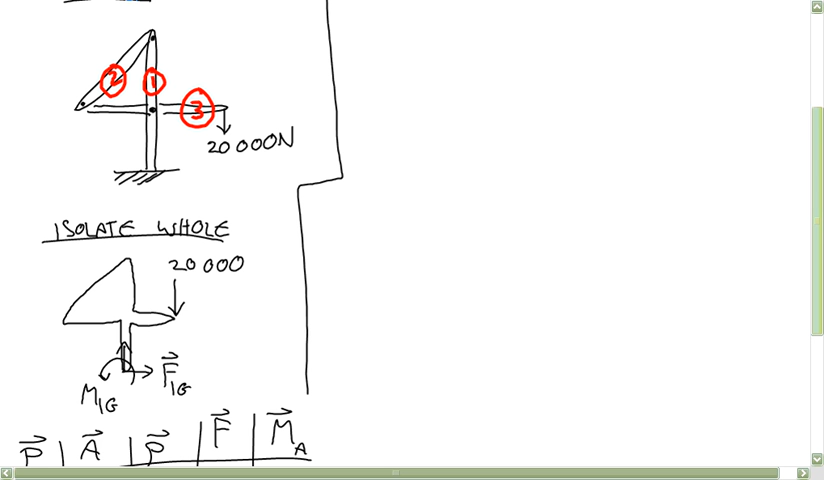 2
1
3
20 000N
ISOLATE WHOLE
20 000
F1G
M1G
P | A | P | F | MA